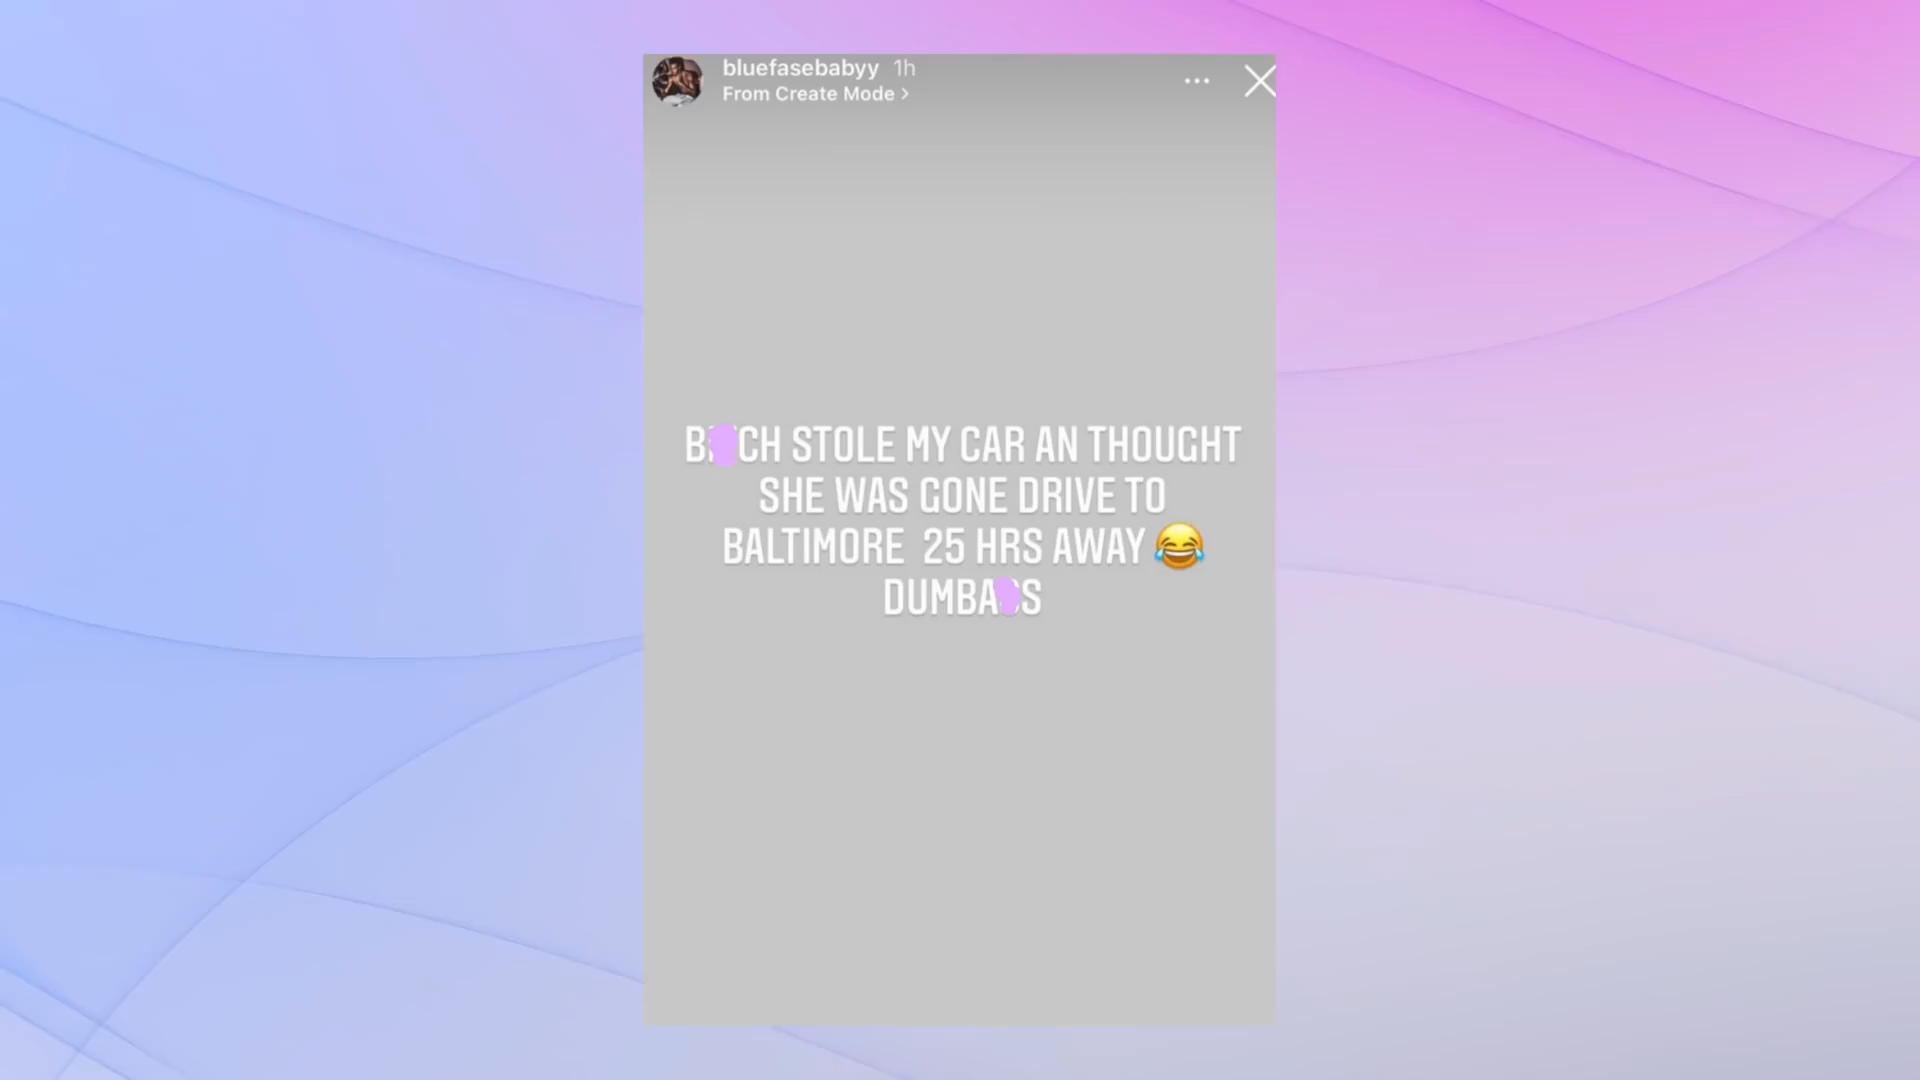 bluefasebabyy 1h
From Create Mode >
B CH STOLE MY CAR AN THOUGHT
SHE WAS GONE DRIVE TO
BALTIMORE 25 HRS AWAY 😂
DUMBA S